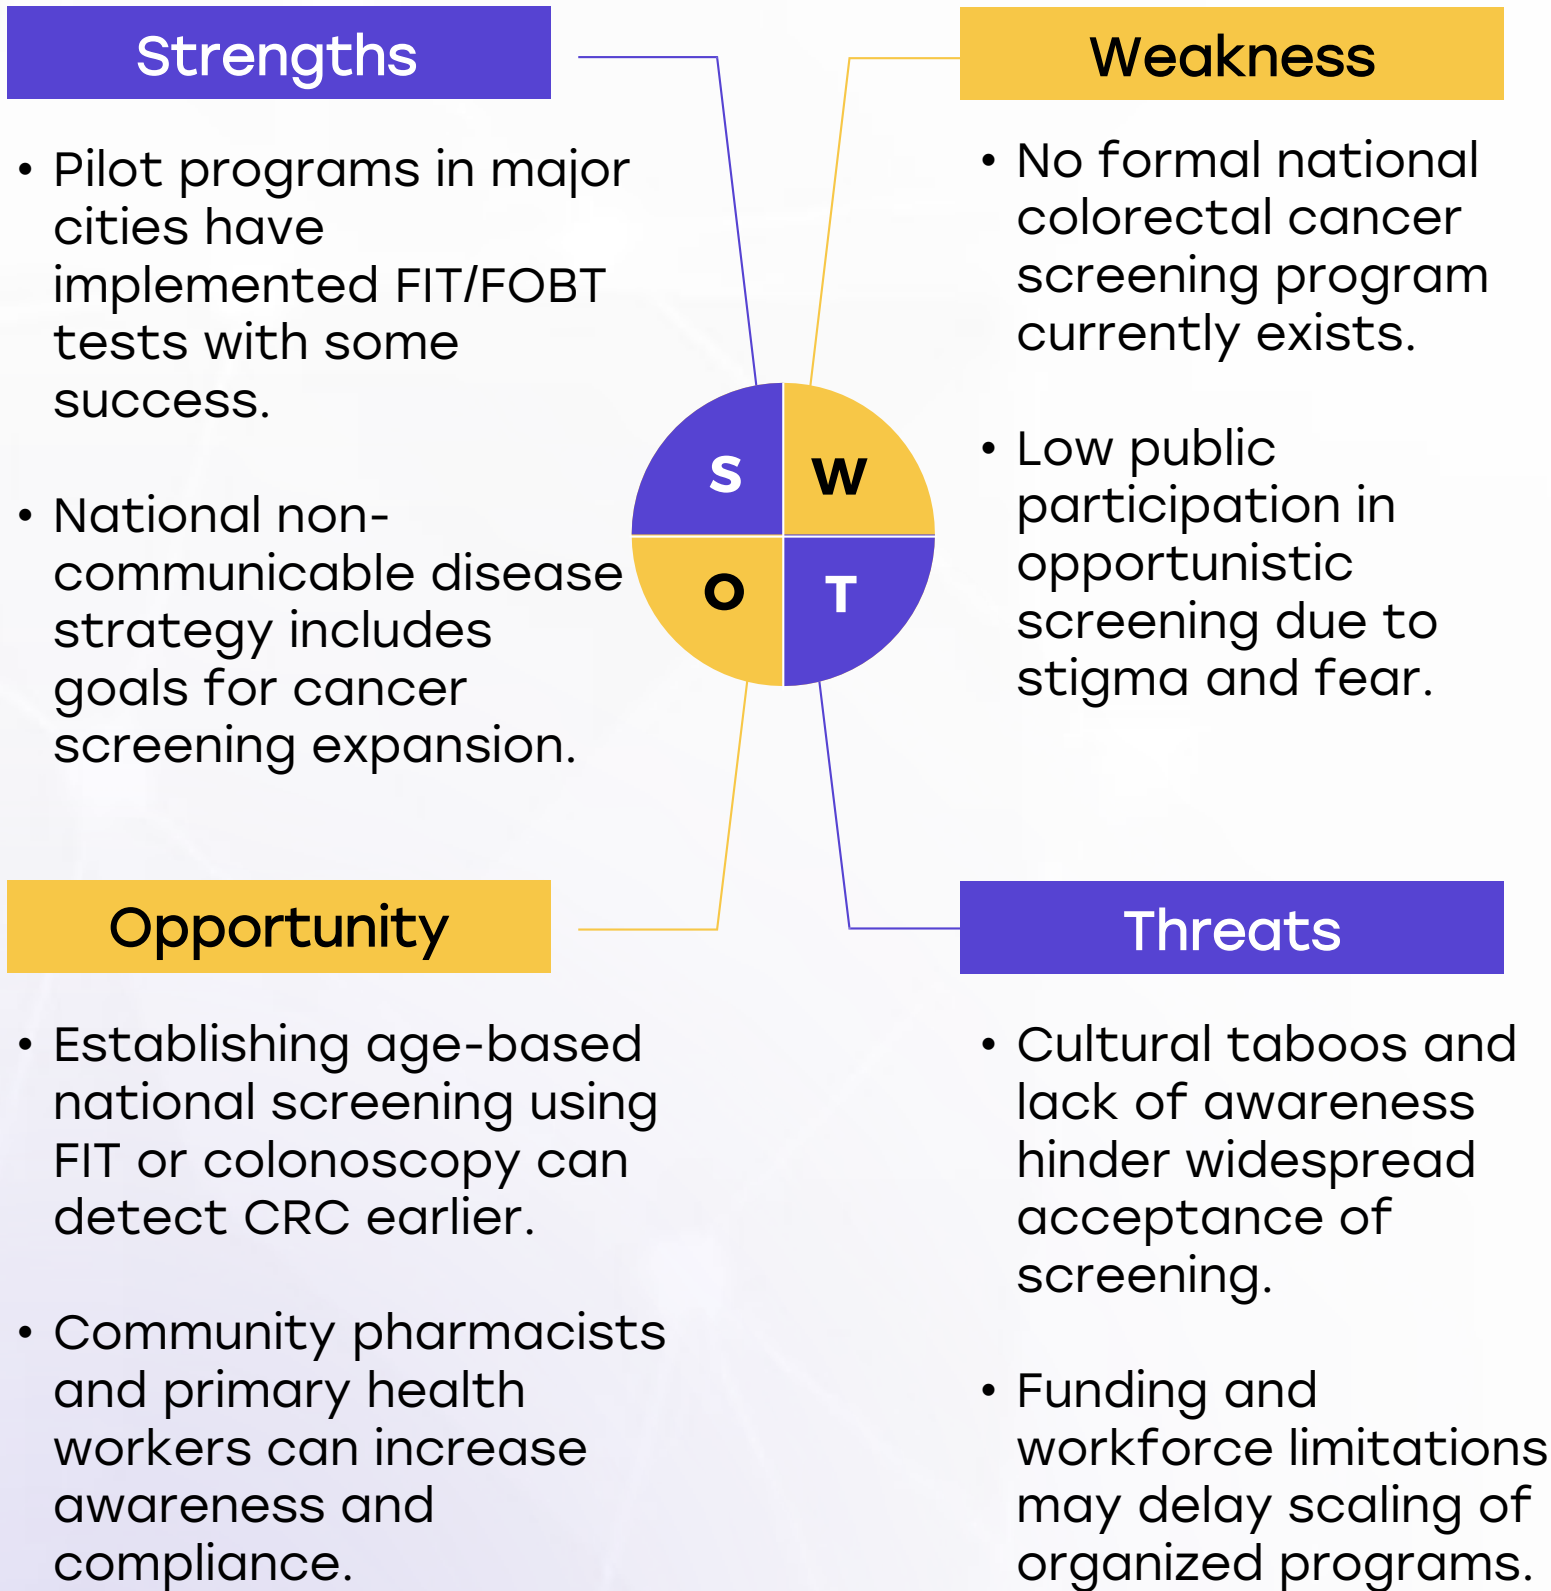 Strengths
• Pilot programs in major
cities have
implemented FIT/FOBT
tests with some
success.
• National non-
communicable disease
strategy includes
goals for cancer
screening expansion.
Weakness
• No formal national
colorectal cancer
screening program
currently exists.
• Low public
participation in
opportunistic
screening due to
stigma and fear.
S
W
O
T
Opportunity
• Establishing age-based
national screening using
FIT or colonoscopy can
detect CRC earlier.
• Community pharmacists
and primary health
workers can increase
awareness and
compliance.
Threats
• Cultural taboos and
lack of awareness
hinder widespread
acceptance of
screening.
• Funding and
workforce limitations
may delay scaling of
organized programs.